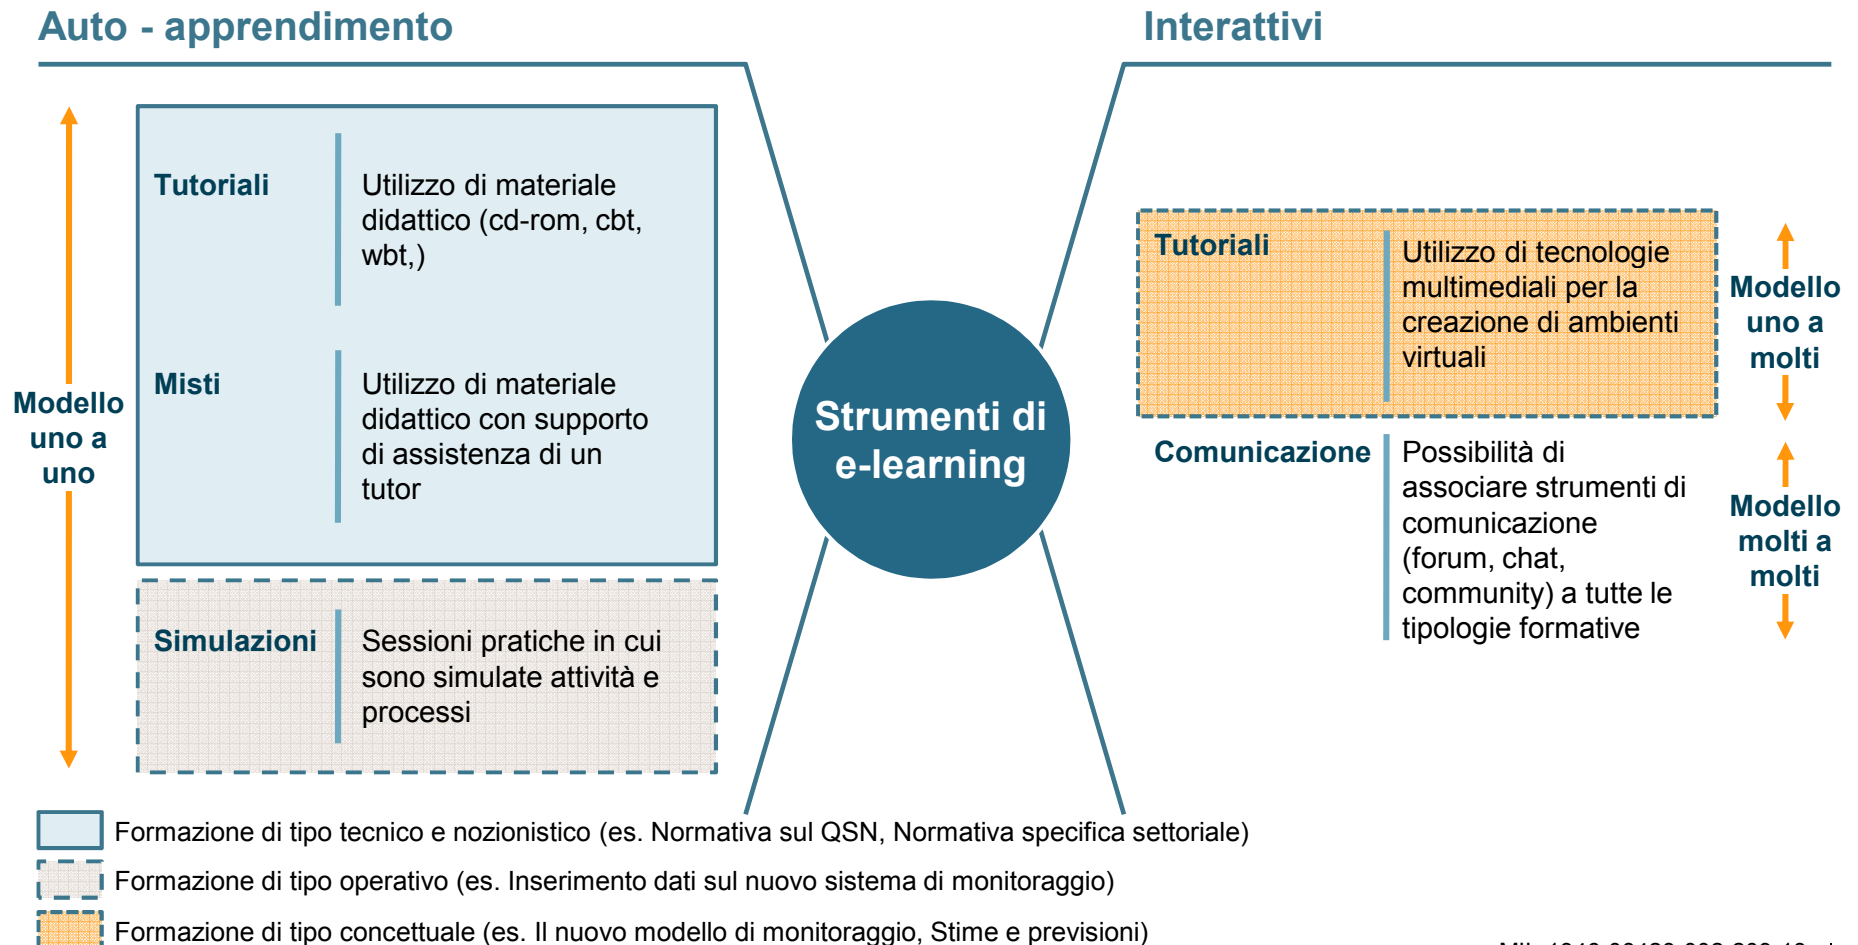 Auto - apprendimento
Interattivi
Modello
uno a
uno
Tutoriali
Utilizzo di materiale
didattico (cd-rom, cbt,
wbt,)
Misti
Utilizzo di materiale
didattico con supporto
di assistenza di un
tutor
Simulazioni
Sessioni pratiche in cui
sono simulate attività e
processi
Strumenti di
e-learning
Tutoriali
Utilizzo di tecnologie
multimediali per la
creazione di ambienti
virtuali
Modello
uno a
molti
Comunicazione
Possibilità di
associare strumenti di
comunicazione
(forum, chat,
community) a tutte le
tipologie formative
Modello
molti a
molti
Formazione di tipo tecnico e nozionistico (es. Normativa sul QSN, Normativa specifica settoriale)
Formazione di tipo operativo (es. Inserimento dati sul nuovo sistema di monitoraggio)
Formazione di tipo concettuale (es. Il nuovo modello di monitoraggio, Stime e previsioni)